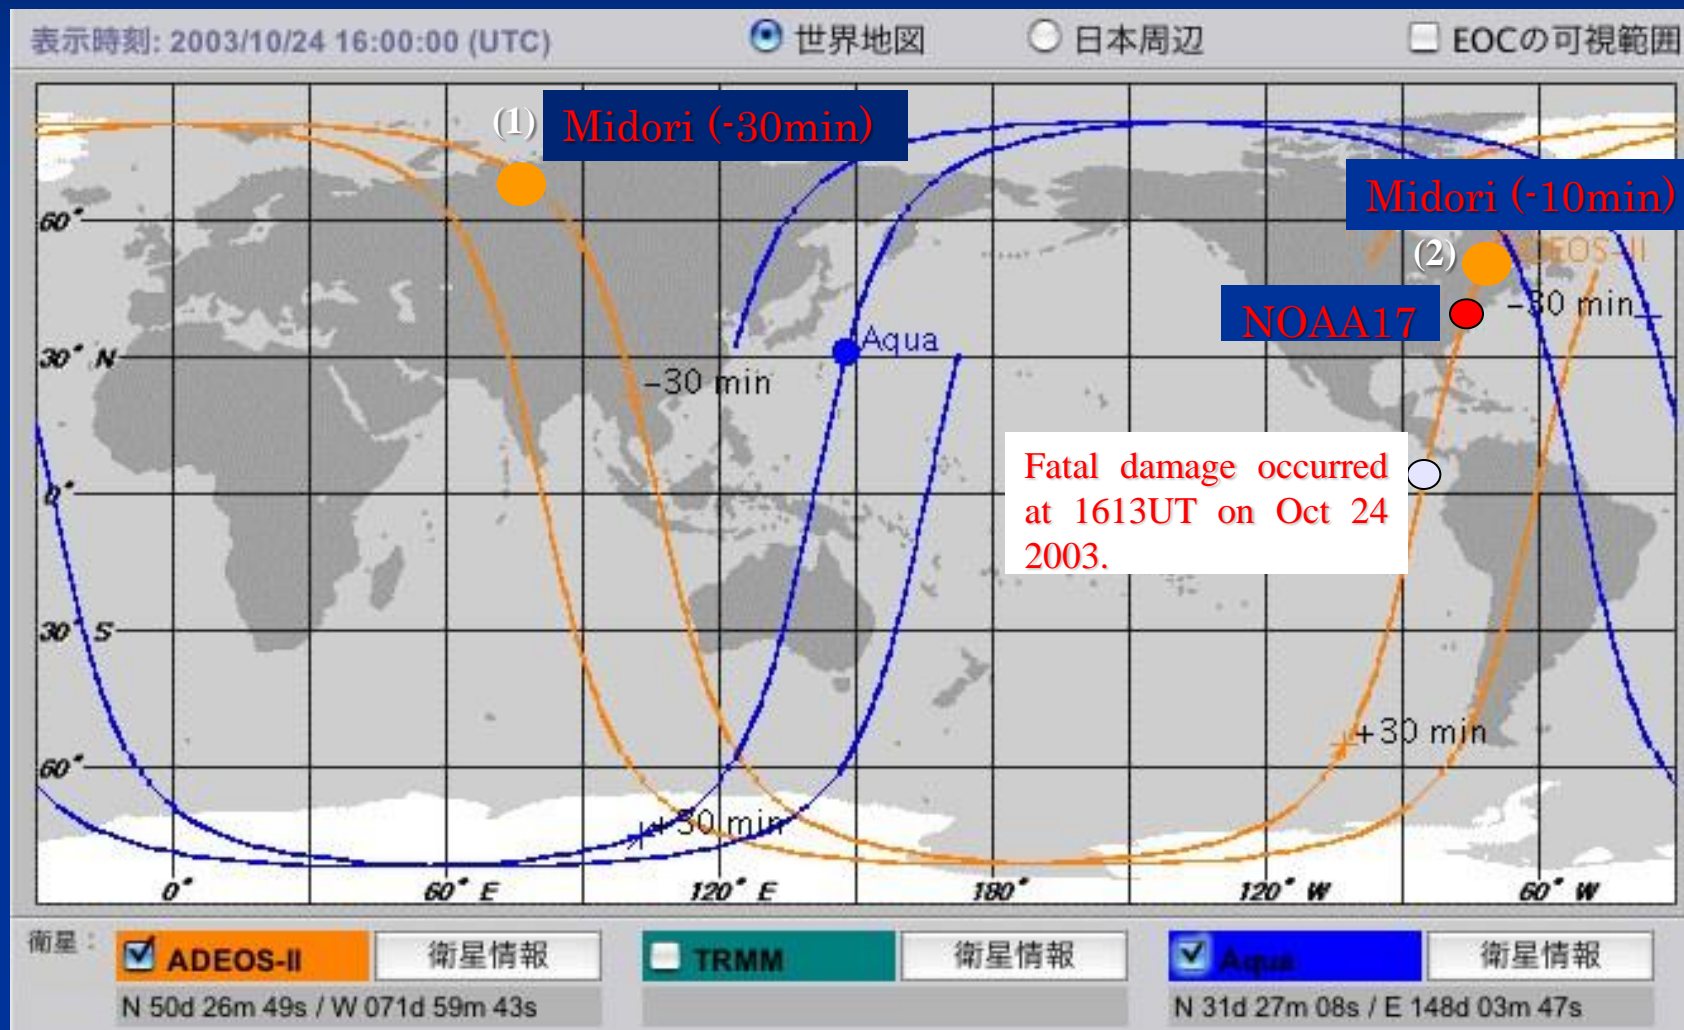 表示時刻: 2003/10/24 16:00:00 (UTC)
世界地図
日本周辺
EOCの可視範囲
(1)
Midori (-30min)
Midori (-10min)
60°
(2)
-30 min
NOAA17
Aqua
30° N
-30 min
Fatal damage occurred
at 1613UT on Oct 24
2003.
0°
30° S
+30 min
60°
+30 min
0°
60° E
120° E
180°
120° W
60° W
衛星：
ADEOS-II
衛星情報
TRMM
衛星情報
Aqua
衛星情報
N 50d 26m 49s / W 071d 59m 43s
N 31d 27m 08s / E 148d 03m 47s